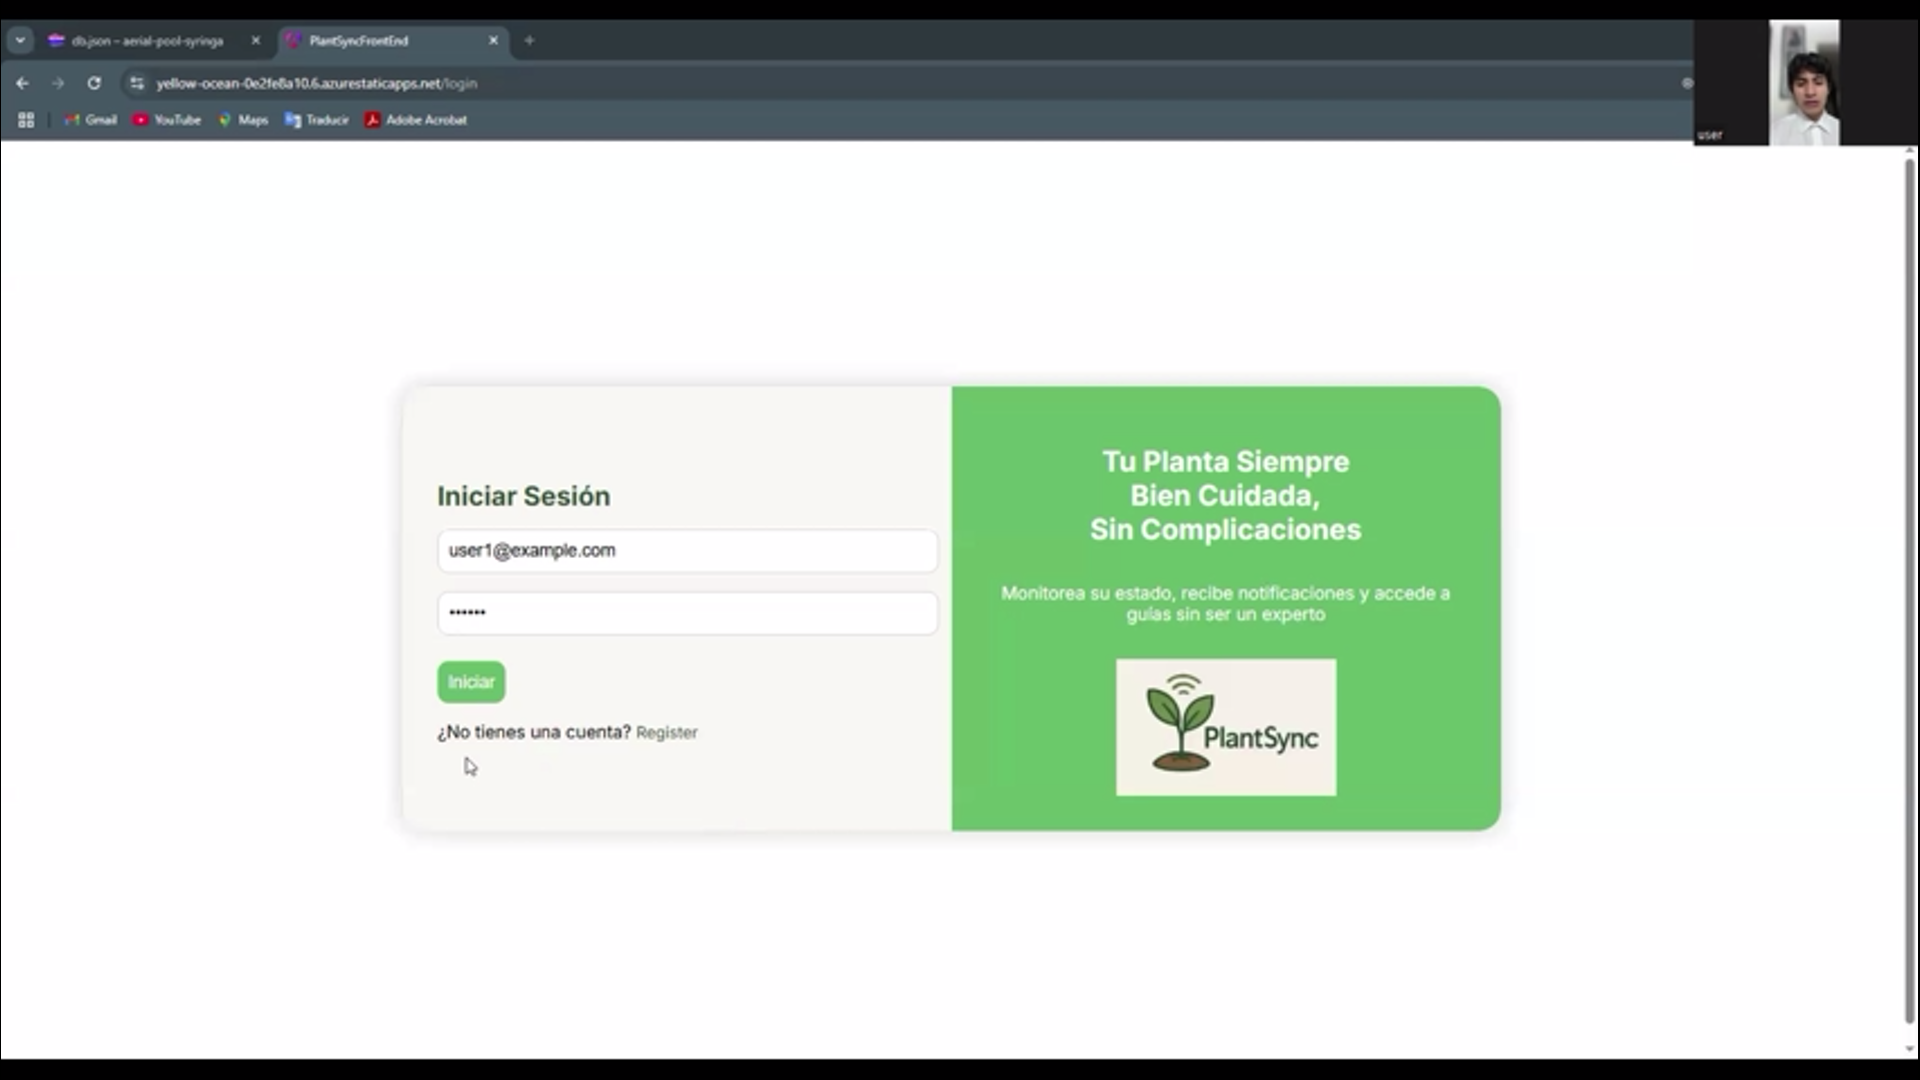 db.json – aerial-pool-syringa
PlantSyncFrontEnd
yellow-ocean-0e2fe8a10.6.azurestaticapps.net/login
Gmail
YouTube
Maps
Traducir
Adobe Acrobat
user
Iniciar Sesión
user1@example.com
••••••
Iniciar
¿No tienes una cuenta? Register
Tu Planta Siempre
Bien Cuidada,
Sin Complicaciones
Monitorea su estado, recibe notificaciones y accede a
guías sin ser un experto
PlantSync